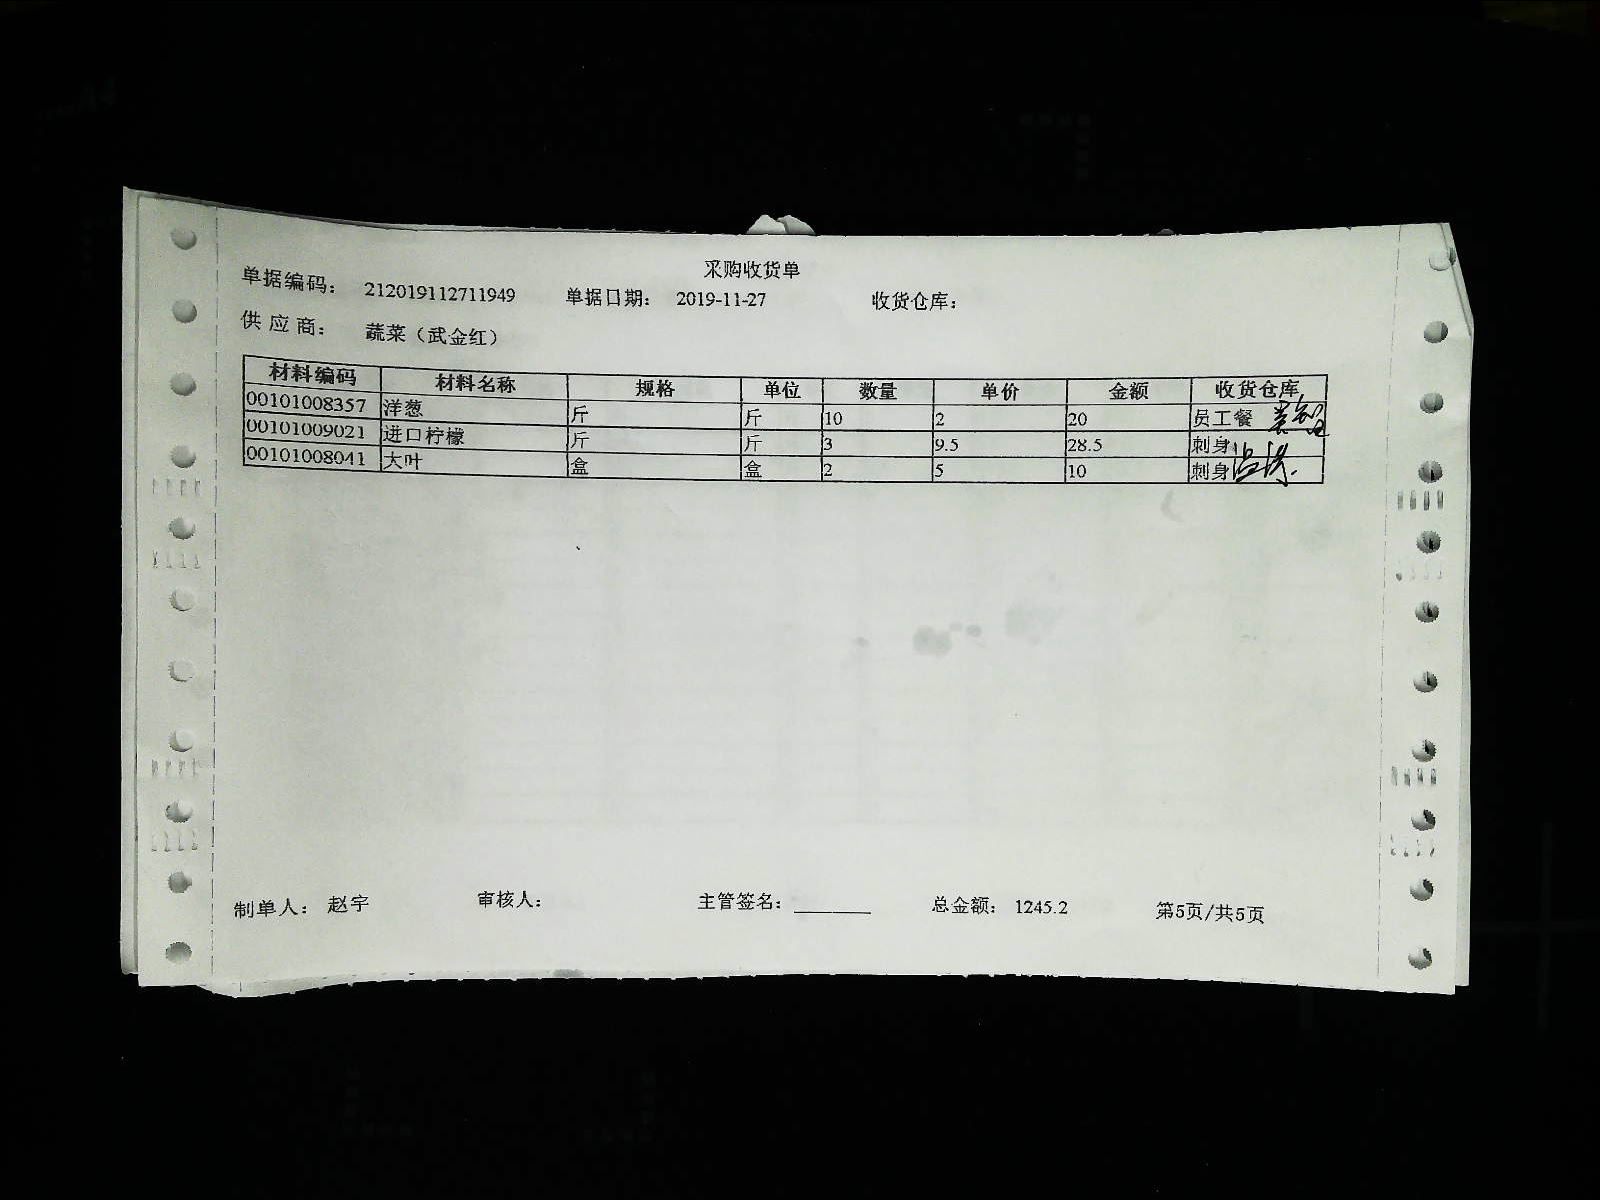 采购收货单
单据编码： 212019112711949 单据日期： 2019-11-27 收货仓库：
供应商： 蔬菜（武金红）
材料编码 材料名称 规格 单位 数量 单价 金额 收货仓库
00101008357 洋葱 斤 斤 10 2 20 员工餐
00101009021 进口柠檬 斤 斤 3 9.5 28.5 刺身
00101008041 大叶 盒 盒 2 5 10 刺身
制单人： 赵宇 审核人： 主管签名： 总金额： 1245.2 第5页/共5页